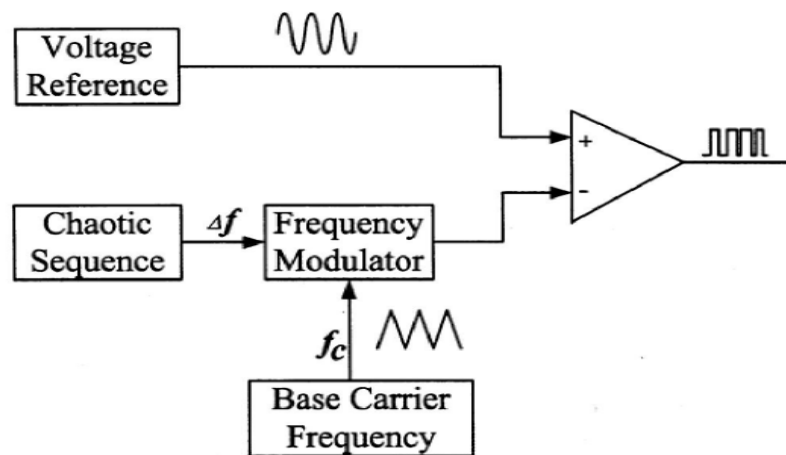 Voltage
Reference
+
-
Chaotic
Sequence
Δf
Frequency
Modulator
fc
Base Carrier
Frequency